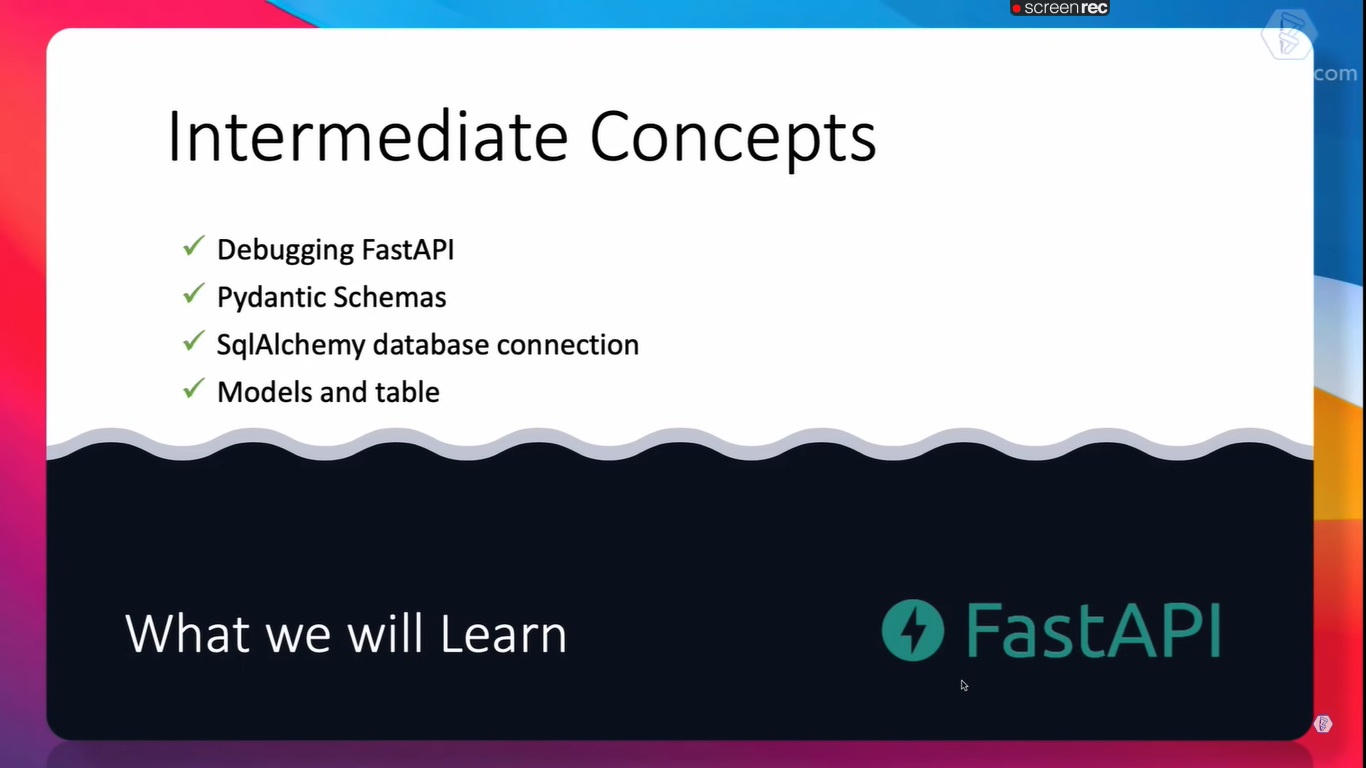 screenrec
com
Intermediate Concepts
Debugging FastAPI
Pydantic Schemas
SqlAlchemy database connection
Models and table
What we will Learn
FastAPI